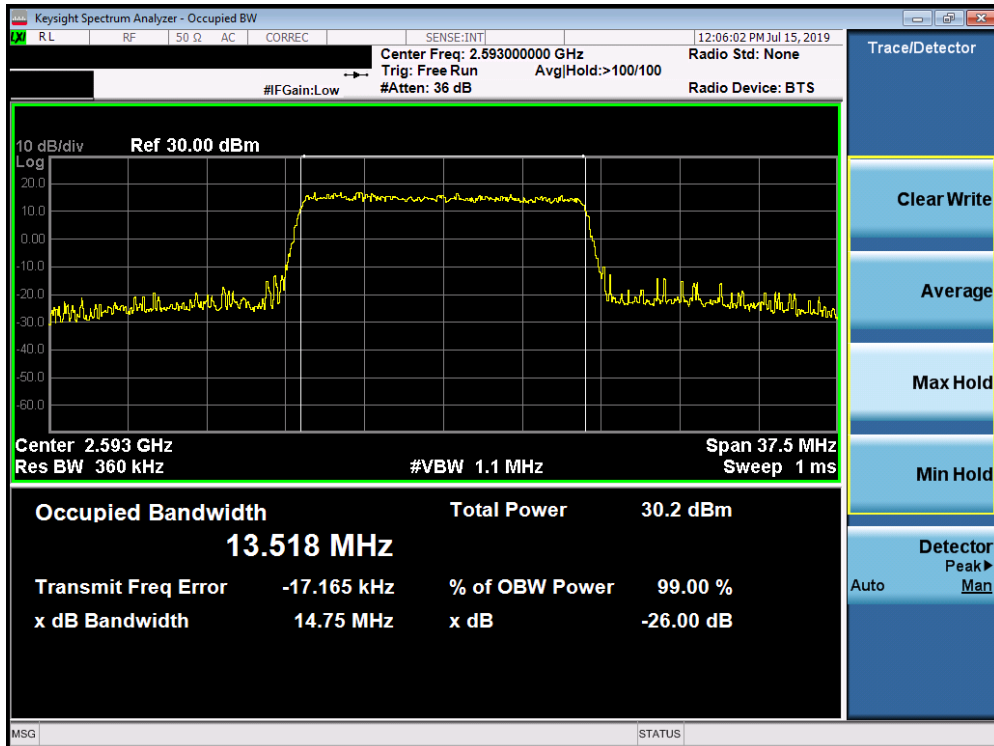 Keysight Spectrum Analyzer - Occupied BW
LXI RL RF 50 Ω AC CORREC SENSE:INT 12:06:02 PM Jul 15, 2019
Center Freq: 2.593000000 GHz Radio Std: None
Trig: Free Run Avg|Hold:>100/100
#IFGain:Low #Atten: 36 dB Radio Device: BTS
10 dB/div Ref 30.00 dBm
Log
20.0
10.0
0.00
-10.0
-20.0
-30.0
-40.0
-50.0
-60.0
Center 2.593 GHz Span 37.5 MHz
Res BW 360 kHz #VBW 1.1 MHz Sweep 1 ms
Occupied Bandwidth Total Power 30.2 dBm
13.518 MHz
Transmit Freq Error -17.165 kHz % of OBW Power 99.00 %
x dB Bandwidth 14.75 MHz x dB -26.00 dB
MSG STATUS
Trace/Detector
Clear Write
Average
Max Hold
Min Hold
Detector
Peak▶
Auto Man